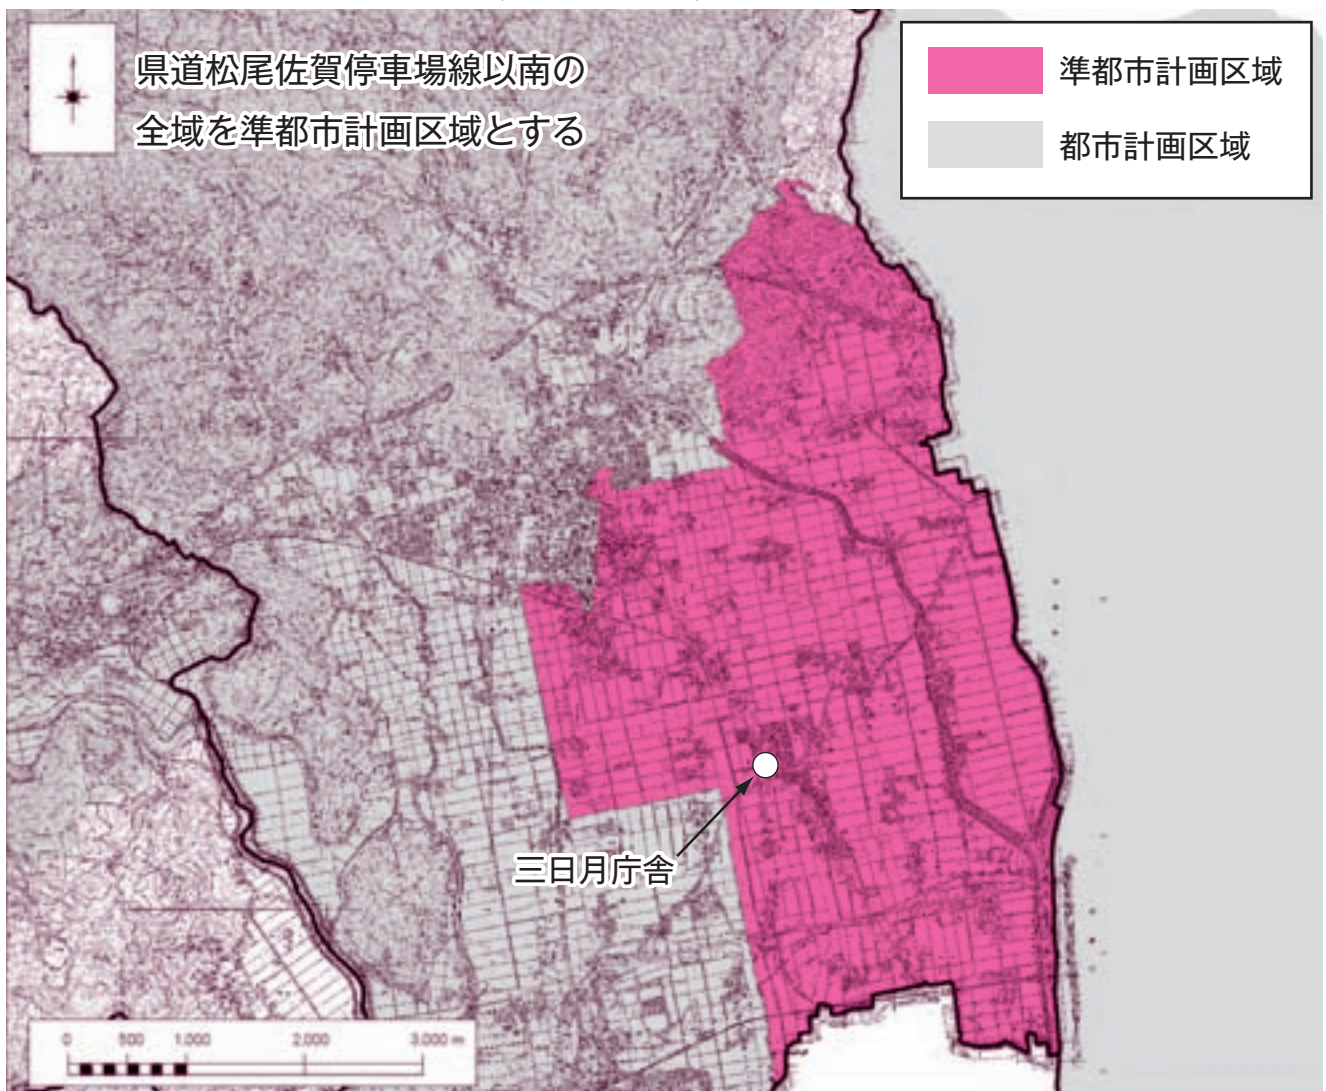 県道松尾佐賀停車場線以南の
全域を準都市計画区域とする
準都市計画区域
都市計画区域
三日月庁舎
0 500 1,000 2,000 3,000 m